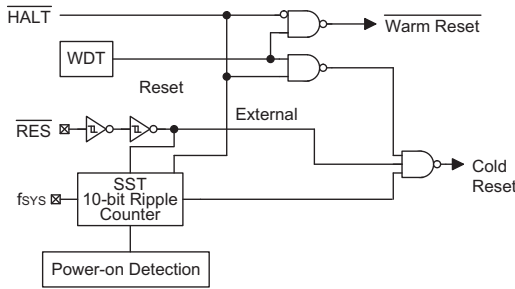 HALT
Warm Reset
WDT
Reset
External
RES
Cold
Reset
fSYS
SST
10-bit Ripple
Counter
Power-on Detection